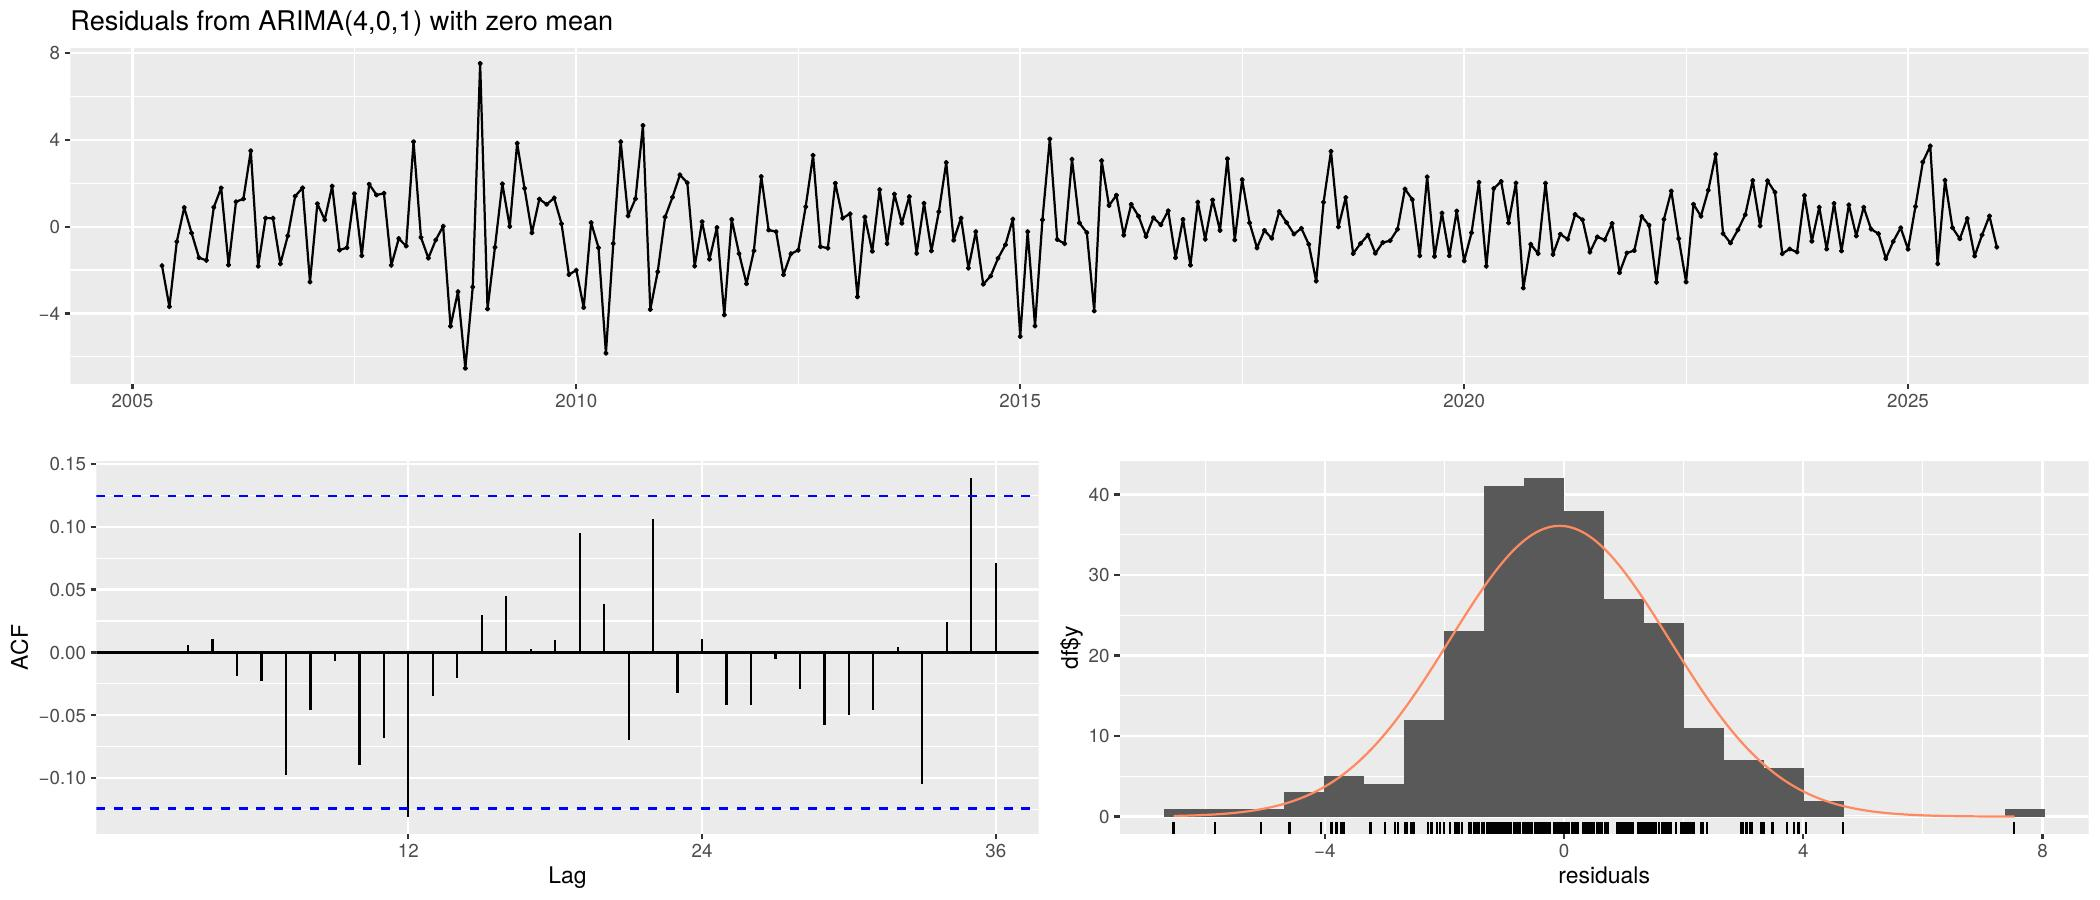 Residuals from ARIMA(4,0,1) with zero mean
8
4
0
−4
2005 2010 2015 2020 2025
0.15
0.10
0.05
0.00
−0.05
−0.10
ACF
12 24 36
Lag
40
30
20
10
0
df$y
−4 0 4 8
residuals